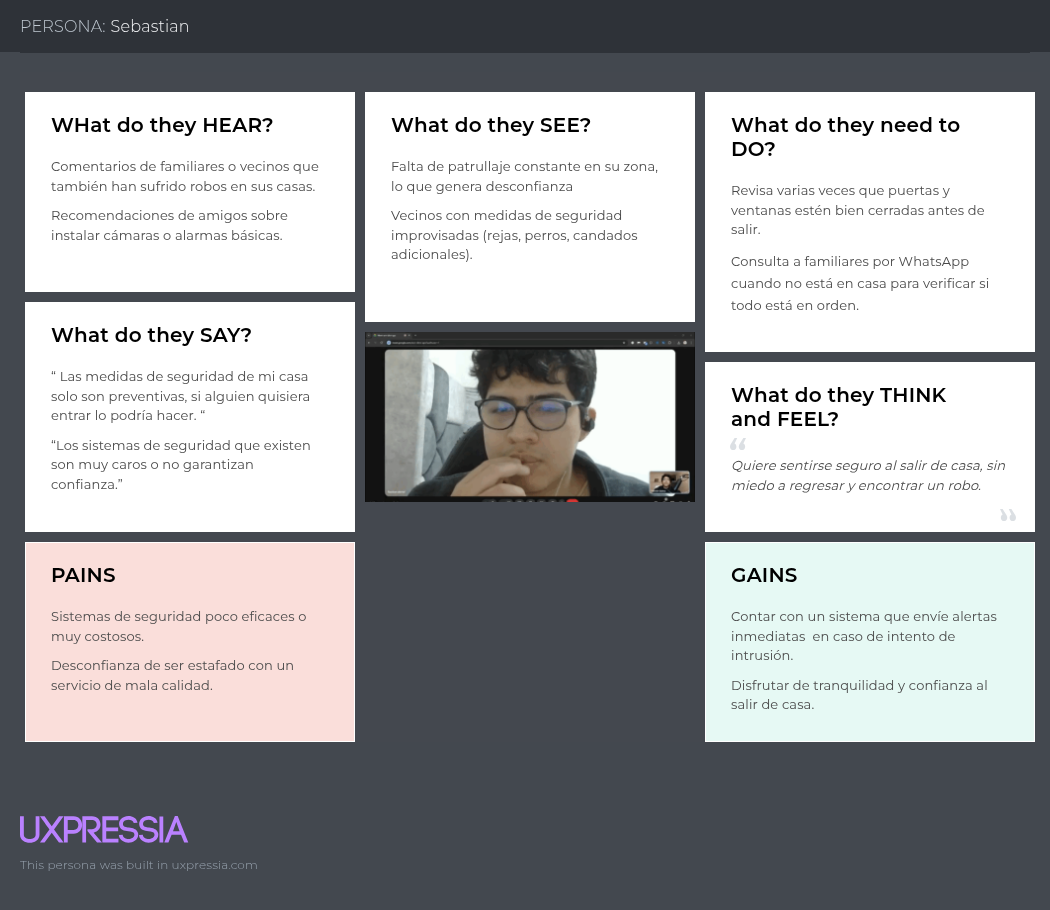 PERSONA: Sebastian
WHat do they HEAR?
Comentarios de familiares o vecinos que
también han sufrido robos en sus casas.
Recomendaciones de amigos sobre
instalar cámaras o alarmas básicas.
What do they SAY?
“ Las medidas de seguridad de mi casa
solo son preventivas, si alguien quisiera
entrar lo podría hacer. “
“Los sistemas de seguridad que existen
son muy caros o no garantizan
confianza.”
PAINS
Sistemas de seguridad poco eficaces o
muy costosos.
Desconfianza de ser estafado con un
servicio de mala calidad.
What do they SEE?
Falta de patrullaje constante en su zona,
lo que genera desconfianza
Vecinos con medidas de seguridad
improvisadas (rejas, perros, candados
adicionales).
What do they need to
DO?
Revisa varias veces que puertas y
ventanas estén bien cerradas antes de
salir.
Consulta a familiares por WhatsApp
cuando no está en casa para verificar si
todo está en orden.
What do they THINK
and FEEL?
“
Quiere sentirse seguro al salir de casa, sin
miedo a regresar y encontrar un robo.
”
GAINS
Contar con un sistema que envíe alertas
inmediatas  en caso de intento de
intrusión.
Disfrutar de tranquilidad y confianza al
salir de casa.
UXPRESSIA
This persona was built in uxpressia.com